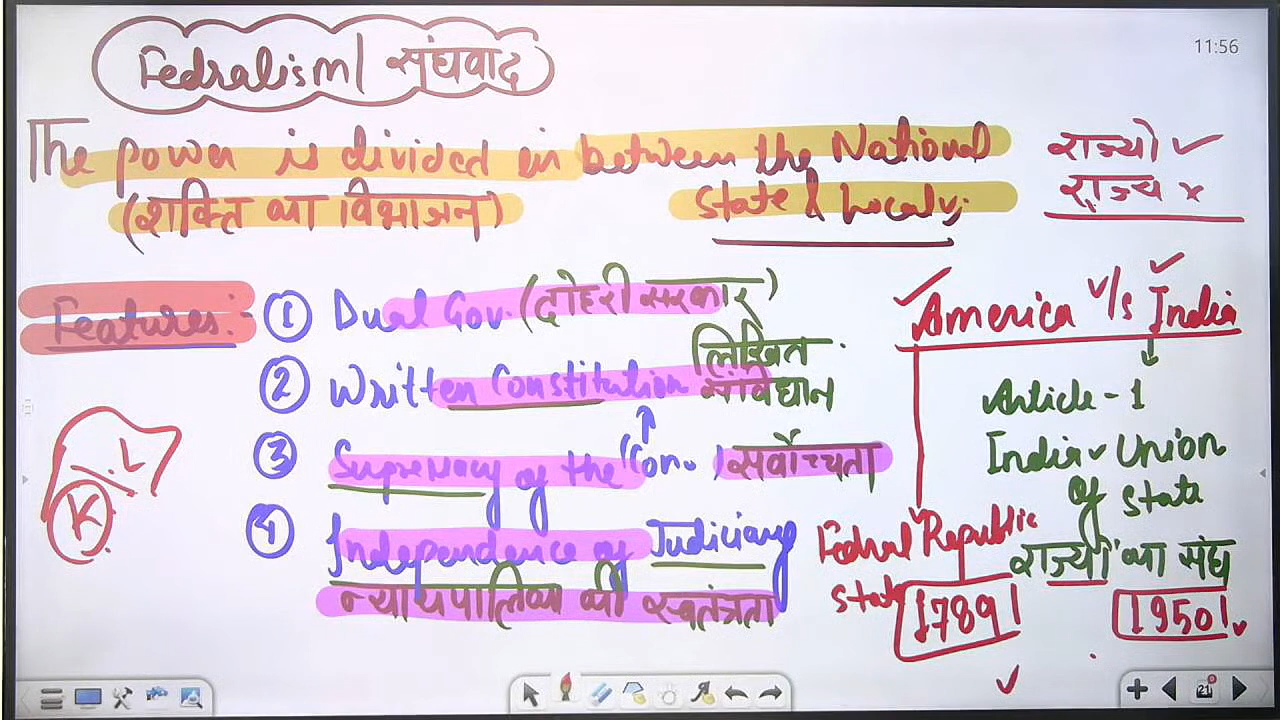 Fedralism/ संघवाद
11:56
The power is divided in between the National
(शक्ति का विभाजन) State & Localy.
राज्यो ✓
राज्य ×
Features:-
① Dual Gov. (दोहरी सरकार)
② Written Constitution लिखित संविधान
③ Supremacy of the (Con.) सर्वोच्चता
④ Independence of Judiciary
न्यायपालिका की स्वतंत्रता
K
America v/s India
Article-1
India Union
of State
राज्यों का संघ
1950
Fedral Republic
State
1789
21